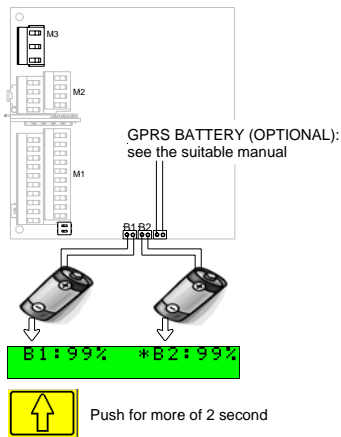 M3
M2
GPRS BATTERY (OPTIONAL):
see the suitable manual
M1
B1 B2
B1:99% *B2:99%
Push for more of 2 second